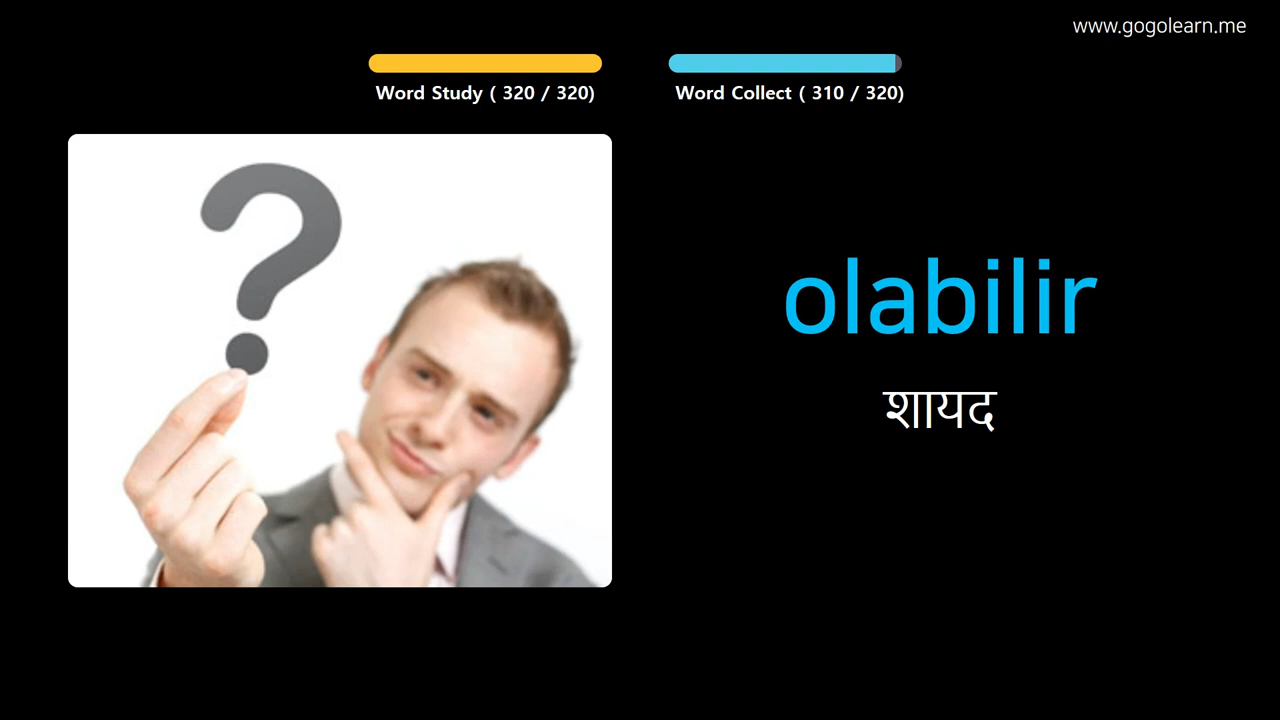 www.gogolearn.me
Word Study ( 320 / 320)
Word Collect ( 310 / 320)
olabilir
शायद